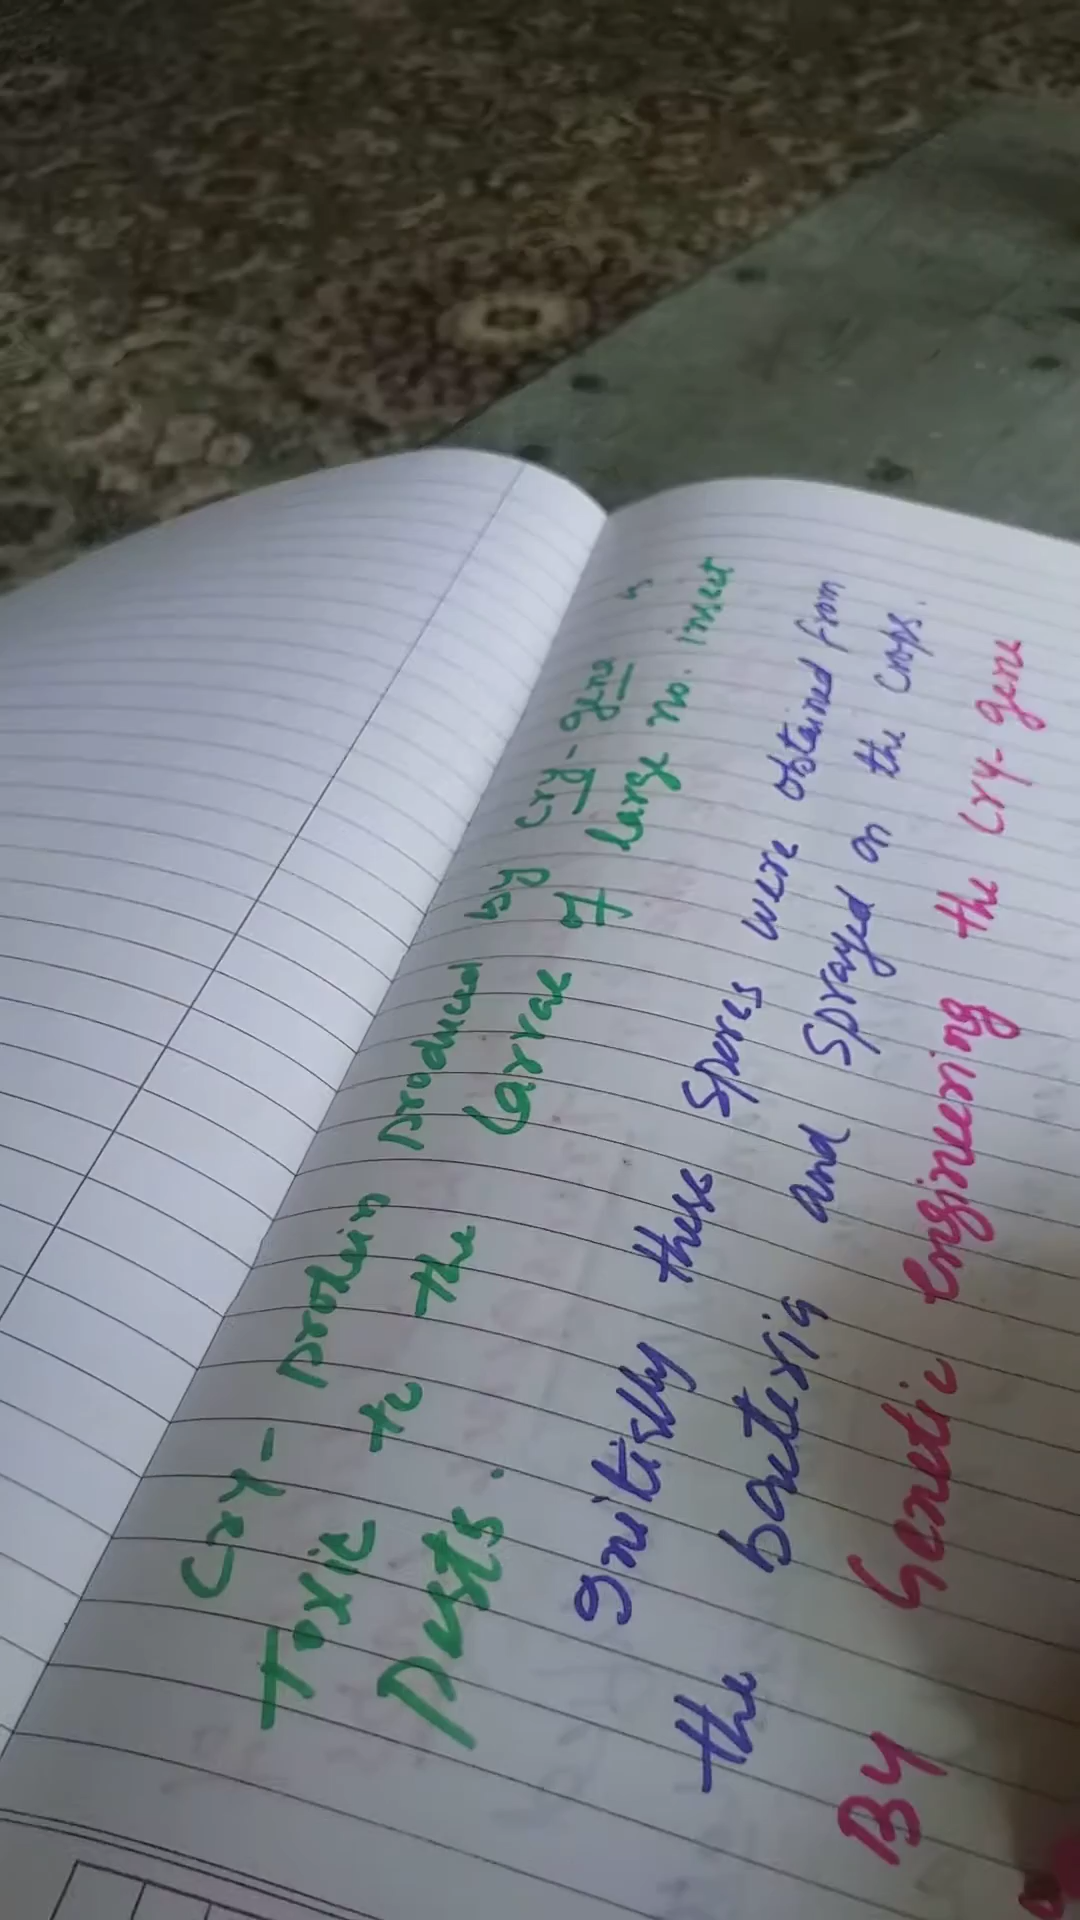 Cry- protein produced by cry-gene is
Toxic to the Larvae of large no. insect
Pests.
Initially these Spores were obtained from
the bacteria and Sprayed on the crops.
By Genetic Engineering the Cry-gene